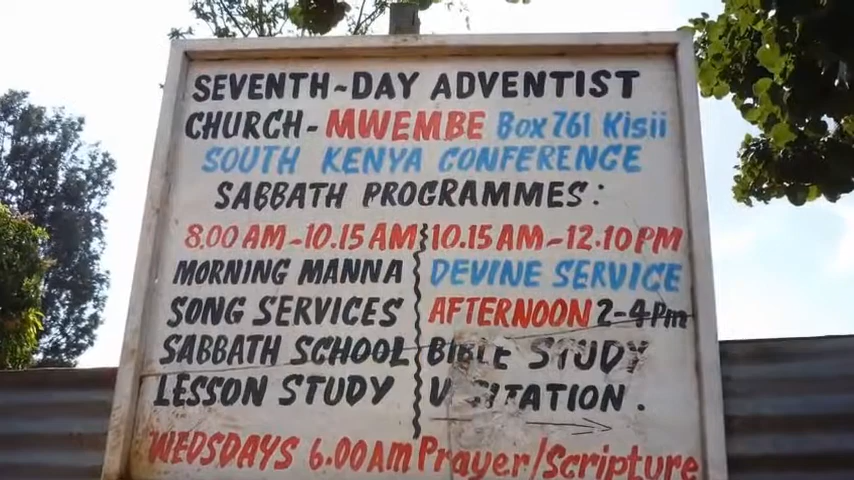 SEVENTH-DAY ADVENTIST
CHURCH-MWEMBE Box 761 Kisii
SOUTH KENYA CONFERENCE
SABBATH PROGRAMMES:
8.00AM-10.15AM 10.15AM-12.10PM
MORNING MANNA DEVINE SERVICE
SONG SERVICES AFTERNOON 2-4Pm
SABBATH SCHOOL BIBLE STUDY
LESSON STUDY VISITATION.
WEDSDAYS 6.00AM PrayEr/ScripturE